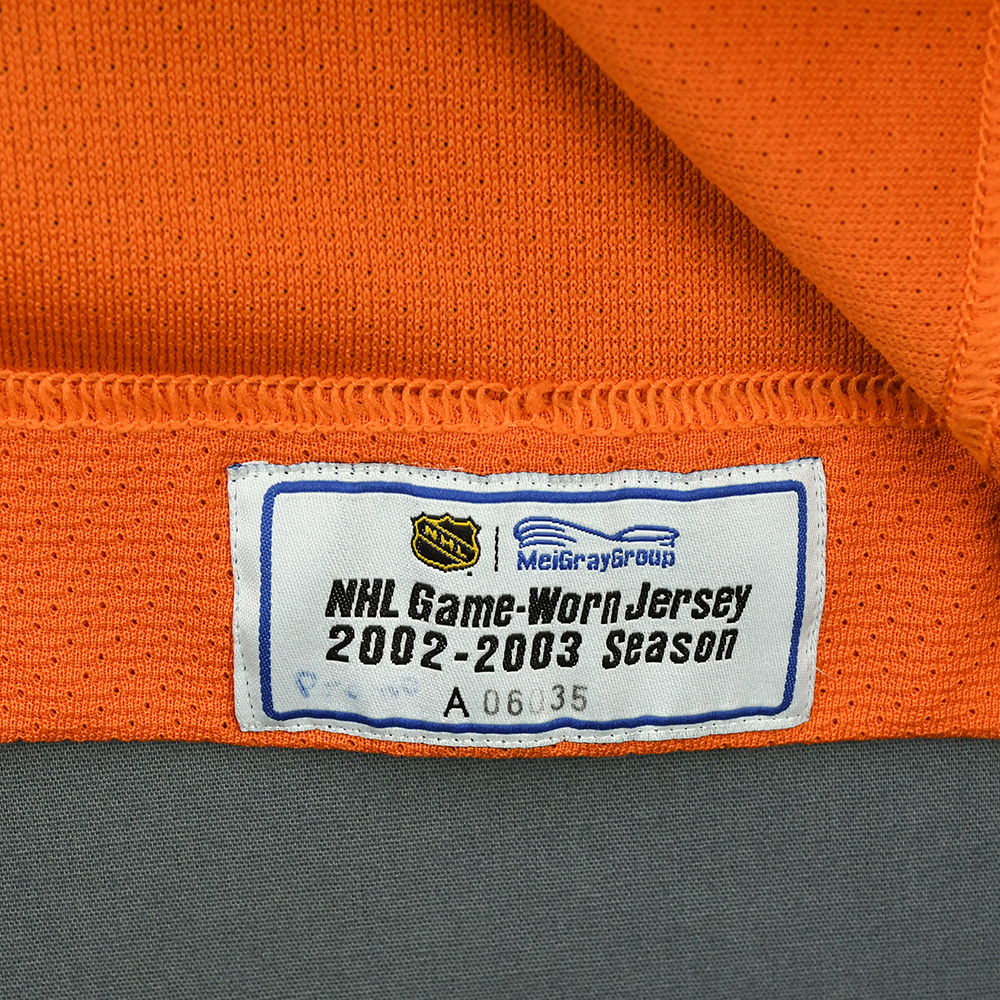 NHL
MeiGrayGroup
NHL Game-Worn Jersey
2002-2003 Season
A 06035